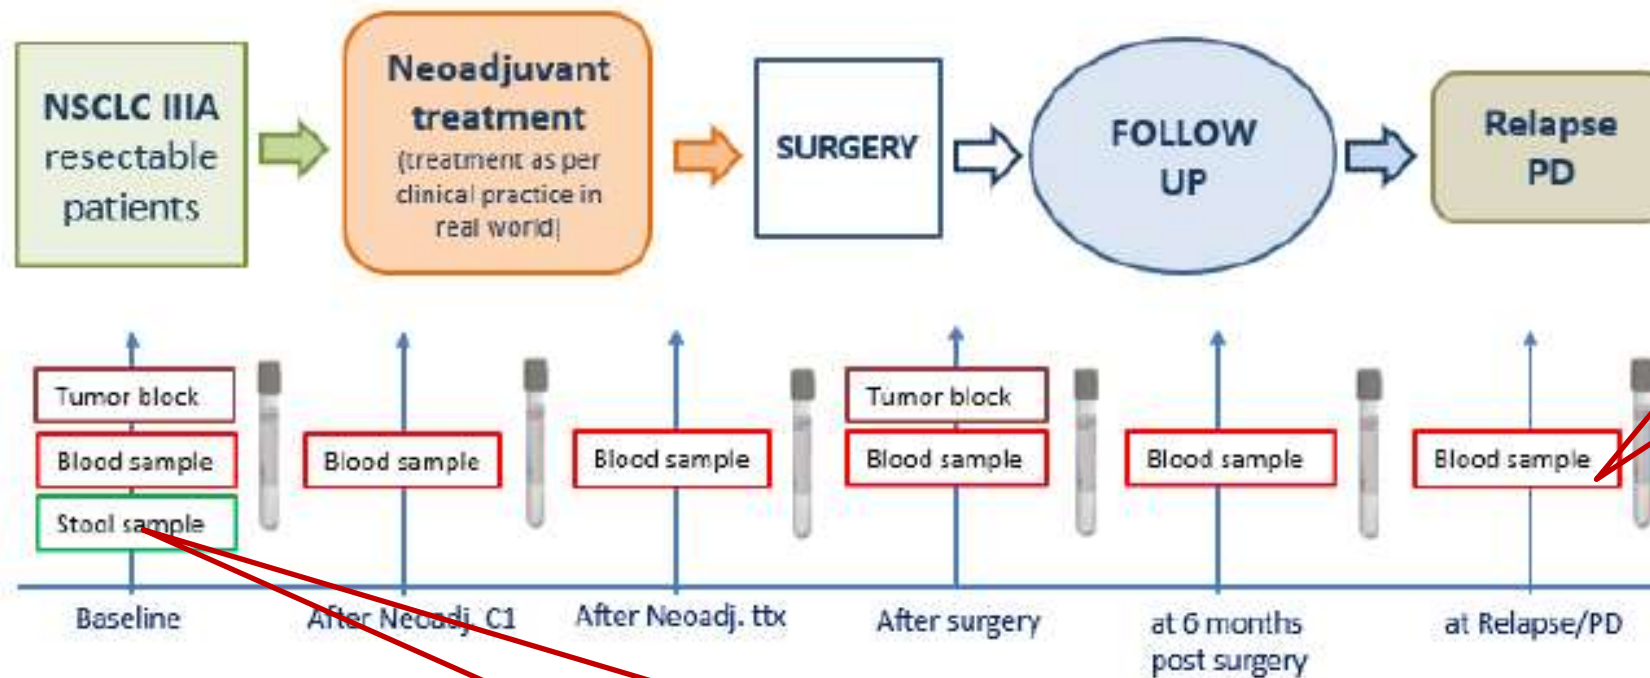 NSCLC IIIA
resectable
patients
Neoadjuvant
treatment
(treatment as per
clinical practice in
real world)
SURGERY
FOLLOW
UP
Relapse
PD
Tumor block
Blood sample
Stool sample
Blood sample
Blood sample
Tumor block
Blood sample
Blood sample
Blood sample
Baseline
After Neoadj. C1
After Neoadj. ttx
After surgery
at 6 months
post surgery
at Relapse/PD